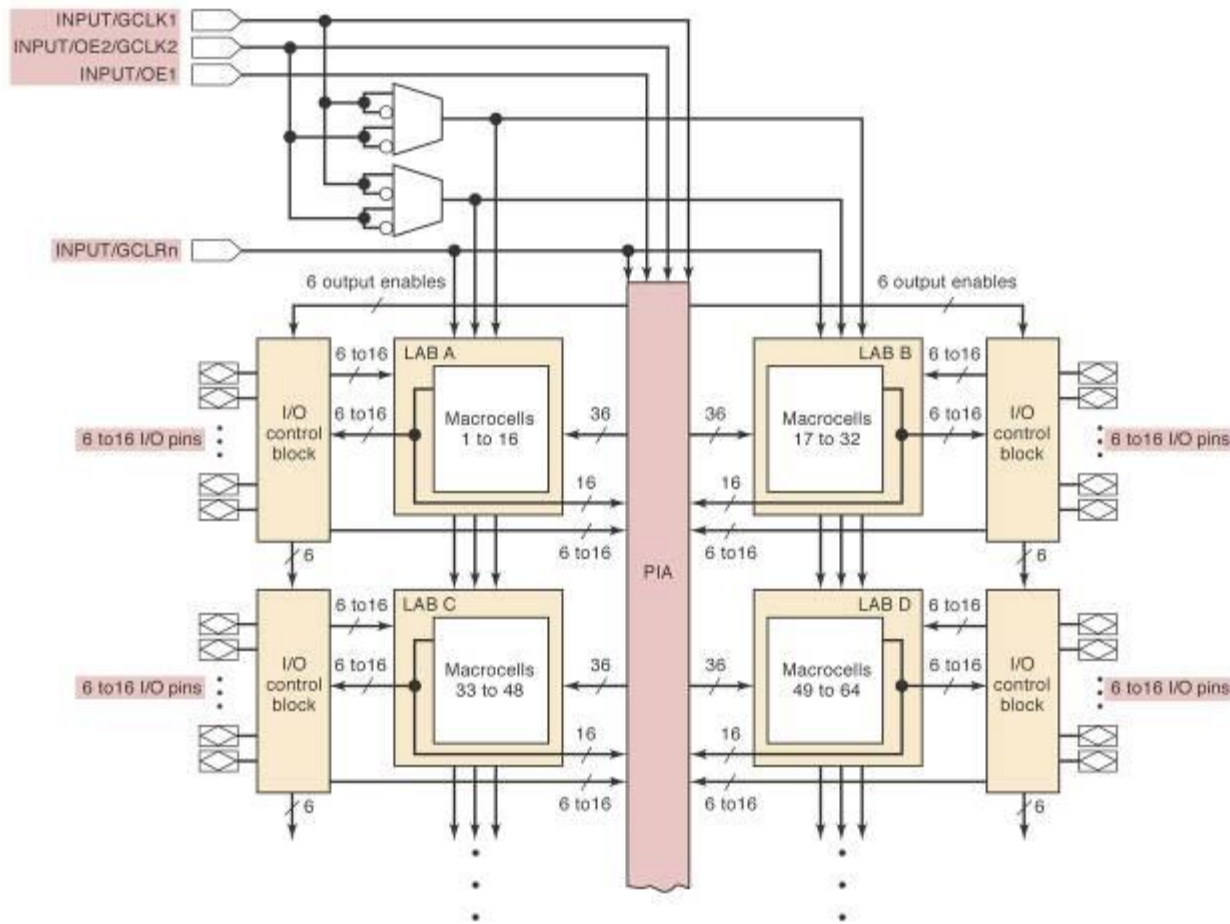 INPUT/GCLK1
INPUT/OE2/GCLK2
INPUT/OE1
INPUT/GCLRn
6 output enables
6 output enables
6 to16
LAB A
LAB B
6 to16
I/O
control
block
6 to16
Macrocells
1 to 16
36
36
Macrocells
17 to 32
6 to16
I/O
control
block
6 to16 I/O pins
6 to16 I/O pins
16
16
6 to16
6 to16
6
6
PIA
6 to16
LAB C
LAB D
6 to16
I/O
control
block
6 to16
Macrocells
33 to 48
36
36
Macrocells
49 to 64
6 to16
I/O
control
block
6 to16 I/O pins
6 to16 I/O pins
16
16
6 to16
6 to16
6
6